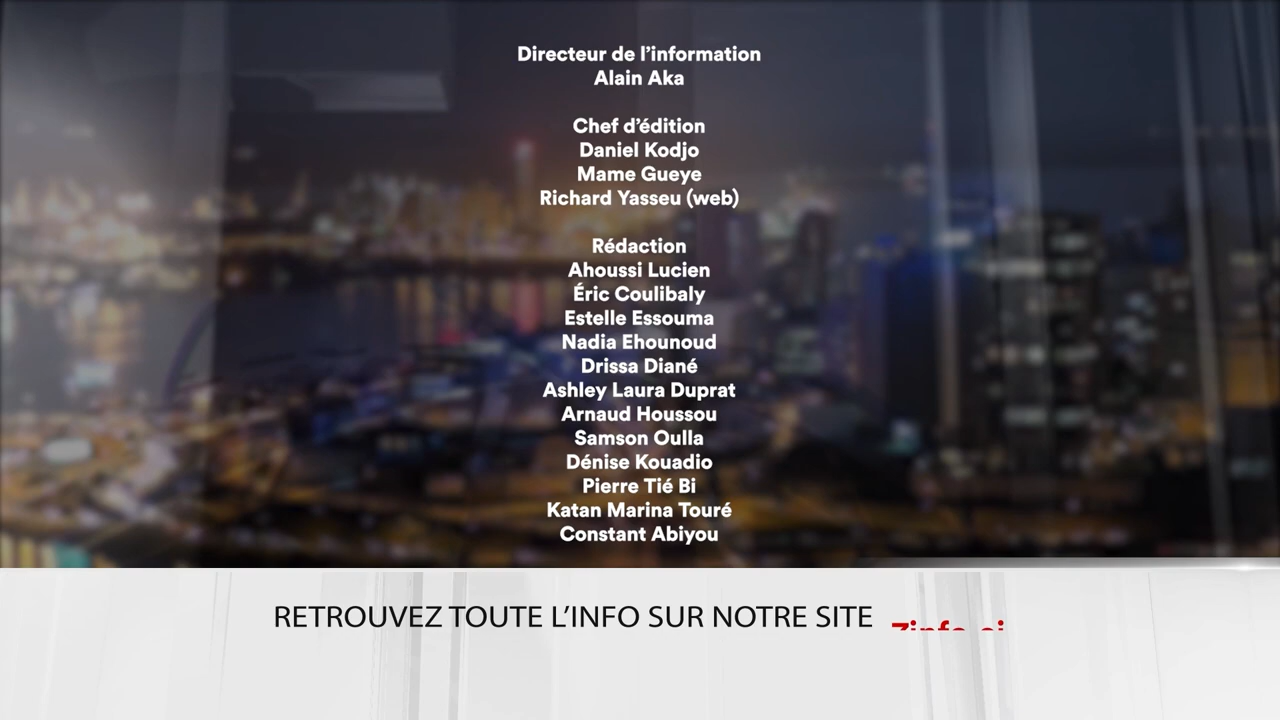 Directeur de l’information
Alain Aka
Chef d’édition
Daniel Kodjo
Mame Gueye
Richard Yasseu (web)
Rédaction
Ahoussi Lucien
Éric Coulibaly
Estelle Essouma
Nadia Ehounoud
Drissa Diané
Ashley Laura Duprat
Arnaud Houssou
Samson Oulla
Dénise Kouadio
Pierre Tié Bi
Katan Marina Touré
Constant Abiyou
RETROUVEZ TOUTE L’INFO SUR NOTRE SITE